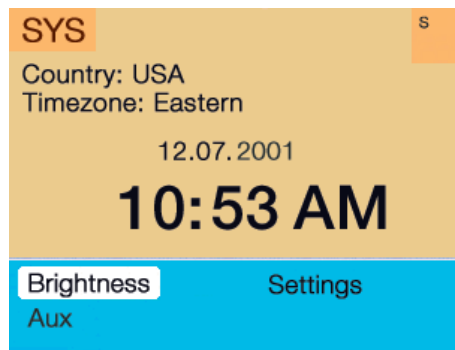 SYS S
Country: USA
Timezone: Eastern
12.07.2001
10:53 AM
Brightness Settings
Aux